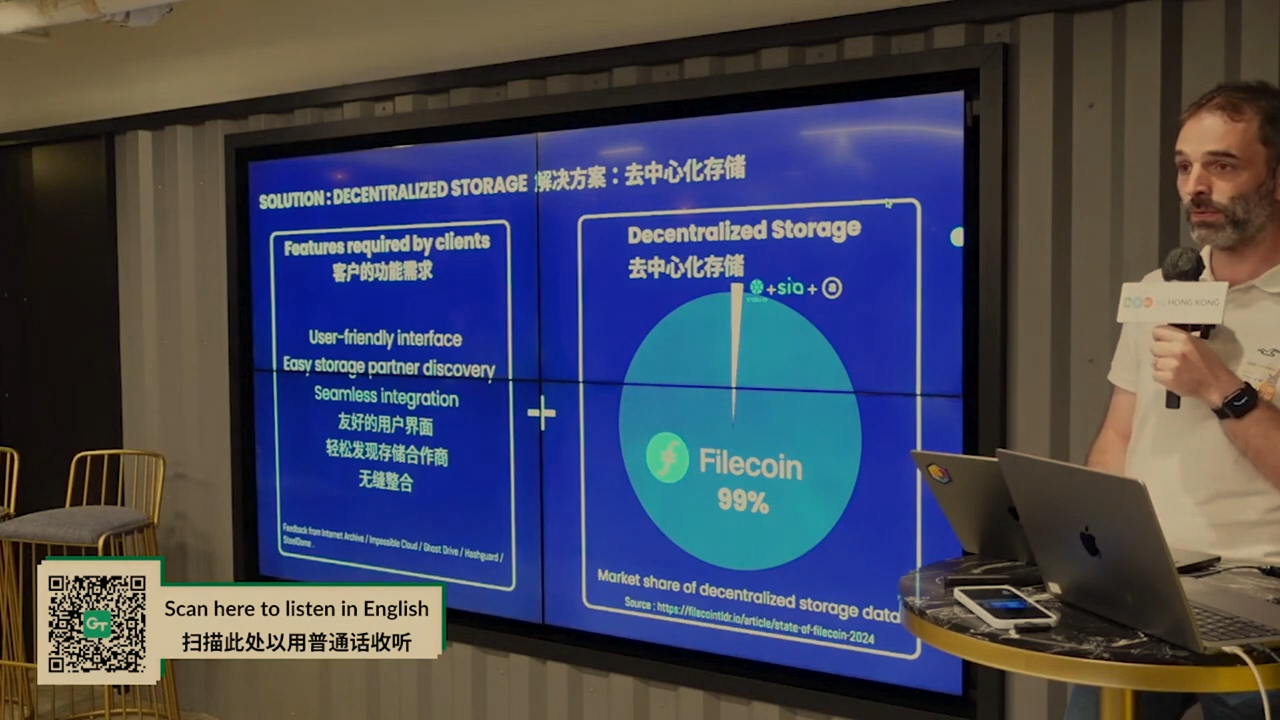 SOLUTION : DECENTRALIZED STORAGE 解决方案：去中心化存储
Features required by clients
客户的功能需求
User-friendly interface
Easy storage partner discovery
Seamless integration
友好的用户界面
轻松发现存储合作商
无缝整合
Feedback from Internet Archive / Impossible Cloud / Ghost Drive / Hashguard /
SteelDome .
+
Decentralized Storage
去中心化存储
+ sia + a
Filecoin
99%
Market share of decentralized storage data
Source : https://filecointldr.io/article/state-of-filecoin-2024
HONG KONG
GT
Scan here to listen in English
扫描此处以用普通话收听